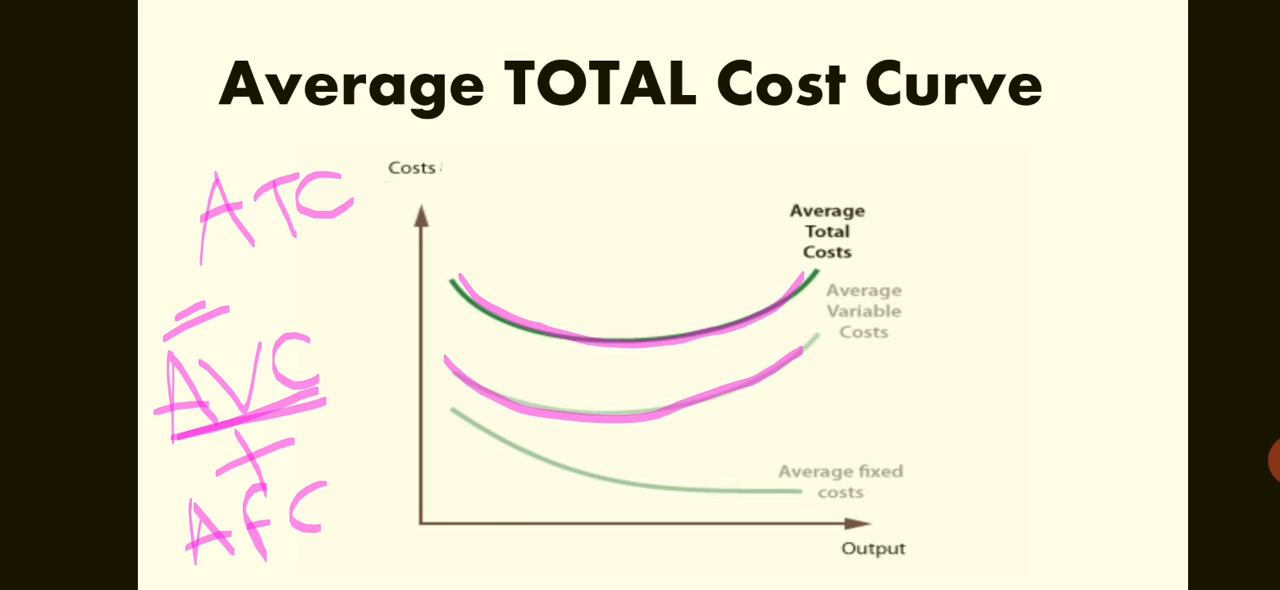 Average TOTAL Cost Curve
ATC
=
AVC
+
AFC
Costs
Average
Total
Costs
Average
Variable
Costs
Average fixed
costs
Output